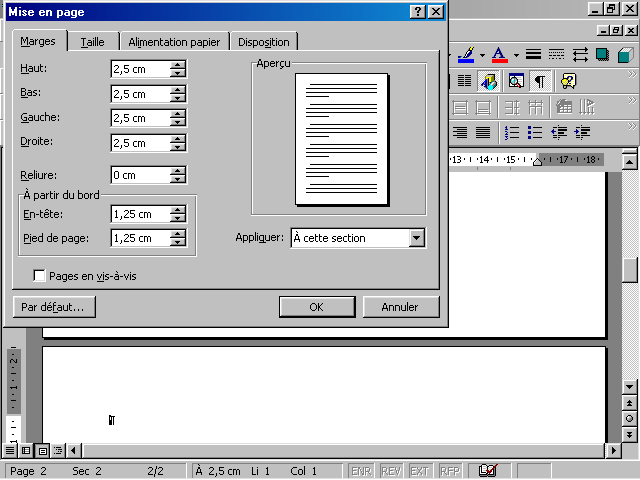 Mise en page
Marges
Taille
Alimentation papier
Disposition
Haut: 2,5 cm
Bas: 2,5 cm
Gauche: 2,5 cm
Droite: 2,5 cm
Reliure: 0 cm
À partir du bord
En-tête: 1,25 cm
Pied de page: 1,25 cm
Aperçu
Appliquer: À cette section
Pages en vis-à-vis
Par défaut...
OK
Annuler
13 14 15 17 18
2 1 1
Page 2 Sec 2 2/2 À 2,5 cm Li 1 Col 1 ENR REV EXT RFP